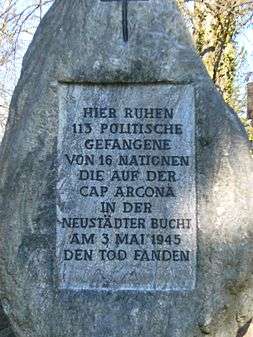 HIER RUHEN
113 POLITISCHE
GEFANGENE
VON 16 NATIONEN
DIE AUF DER
CAP ARCONA
IN DER
NEUSTÄDTER BUCHT
AM 3 MAI 1945
DEN TOD FANDEN